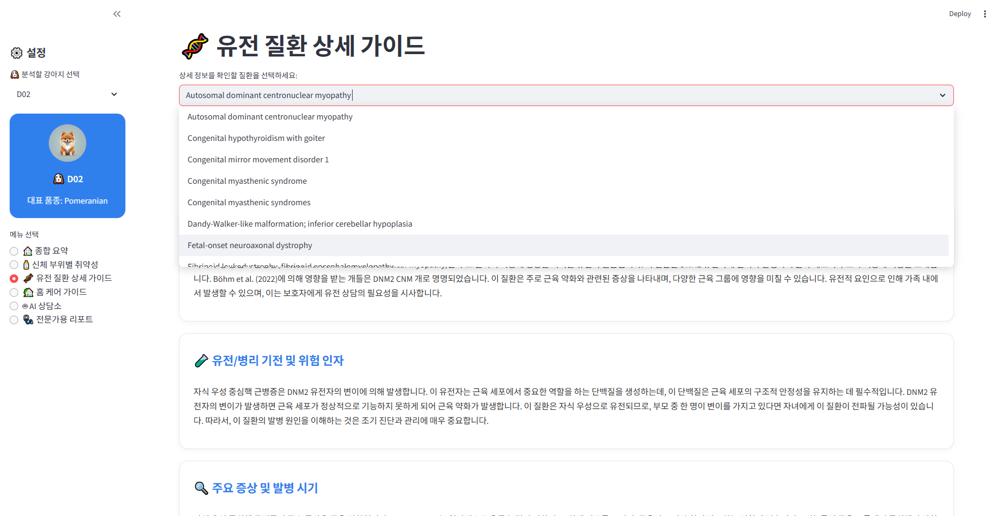 Deploy
설정
분석할 강아지 선택
D02
D02
대표 품종: Pomeranian
메뉴 선택
종합 요약
신체 부위별 취약성
유전 질환 상세 가이드
홈 케어 가이드
AI 상담소
전문가용 리포트
유전 질환 상세 가이드
상세 정보를 확인할 질환을 선택하세요:
Autosomal dominant centronuclear myopathy
Autosomal dominant centronuclear myopathy
Congenital hypothyroidism with goiter
Congenital mirror movement disorder 1
Congenital myasthenic syndrome
Congenital myasthenic syndromes
Dandy-Walker-like malformation; inferior cerebellar hypoplasia
Fetal-onset neuroaxonal dystrophy
니다. Böhm et al. (2022)에 의해 영향을 받는 개들은 DNM2 CNM 개로 명명되었습니다. 이 질환은 주로 근육 약화와 관련된 증상을 나타내며, 다양한 근육 그룹에 영향을 미칠 수 있습니다. 유전적 요인으로 인해 가족 내에
서 발생할 수 있으며, 이는 보호자에게 유전 상담의 필요성을 시사합니다.
유전/병리 기전 및 위험 인자
자식 우성 중심핵 근병증은 DNM2 유전자의 변이에 의해 발생합니다. 이 유전자는 근육 세포에서 중요한 역할을 하는 단백질을 생성하는데, 이 단백질은 근육 세포의 구조적 안정성을 유지하는 데 필수적입니다. DNM2 유
전자의 변이가 발생하면 근육 세포가 정상적으로 기능하지 못하게 되어 근육 약화가 발생합니다. 이 질환은 자식 우성으로 유전되므로, 부모 중 한 명이 변이를 가지고 있다면 자녀에게 이 질환이 전파될 가능성이 있습니
다. 따라서, 이 질환의 발병 원인을 이해하는 것은 조기 진단과 관리에 매우 중요합니다.
주요 증상 및 발병 시기